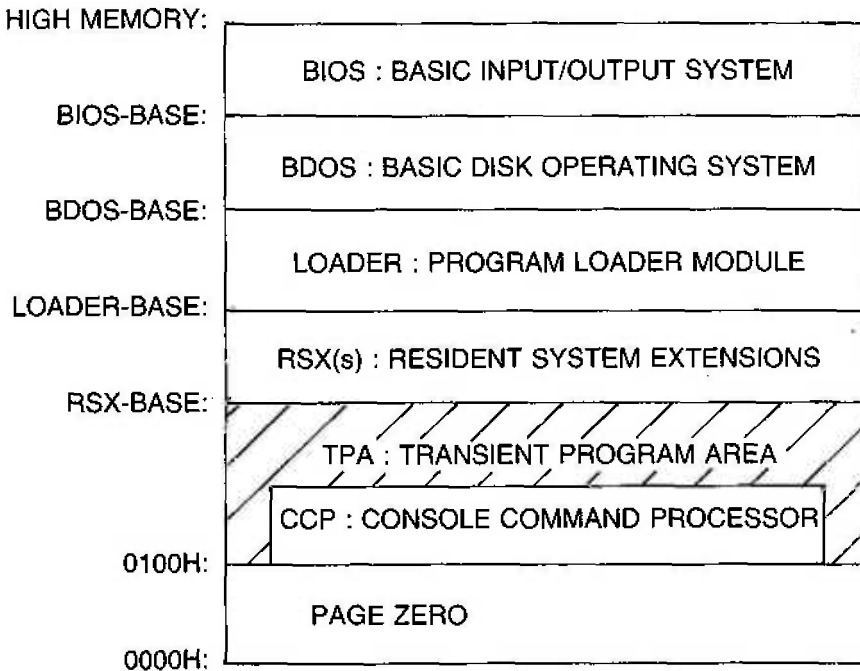 HIGH MEMORY:
BIOS : BASIC INPUT/OUTPUT SYSTEM
BIOS-BASE:
BDOS : BASIC DISK OPERATING SYSTEM
BDOS-BASE:
LOADER : PROGRAM LOADER MODULE
LOADER-BASE:
RSX(s) : RESIDENT SYSTEM EXTENSIONS
RSX-BASE:
TPA : TRANSIENT PROGRAM AREA
CCP : CONSOLE COMMAND PROCESSOR
0100H:
PAGE ZERO
0000H: